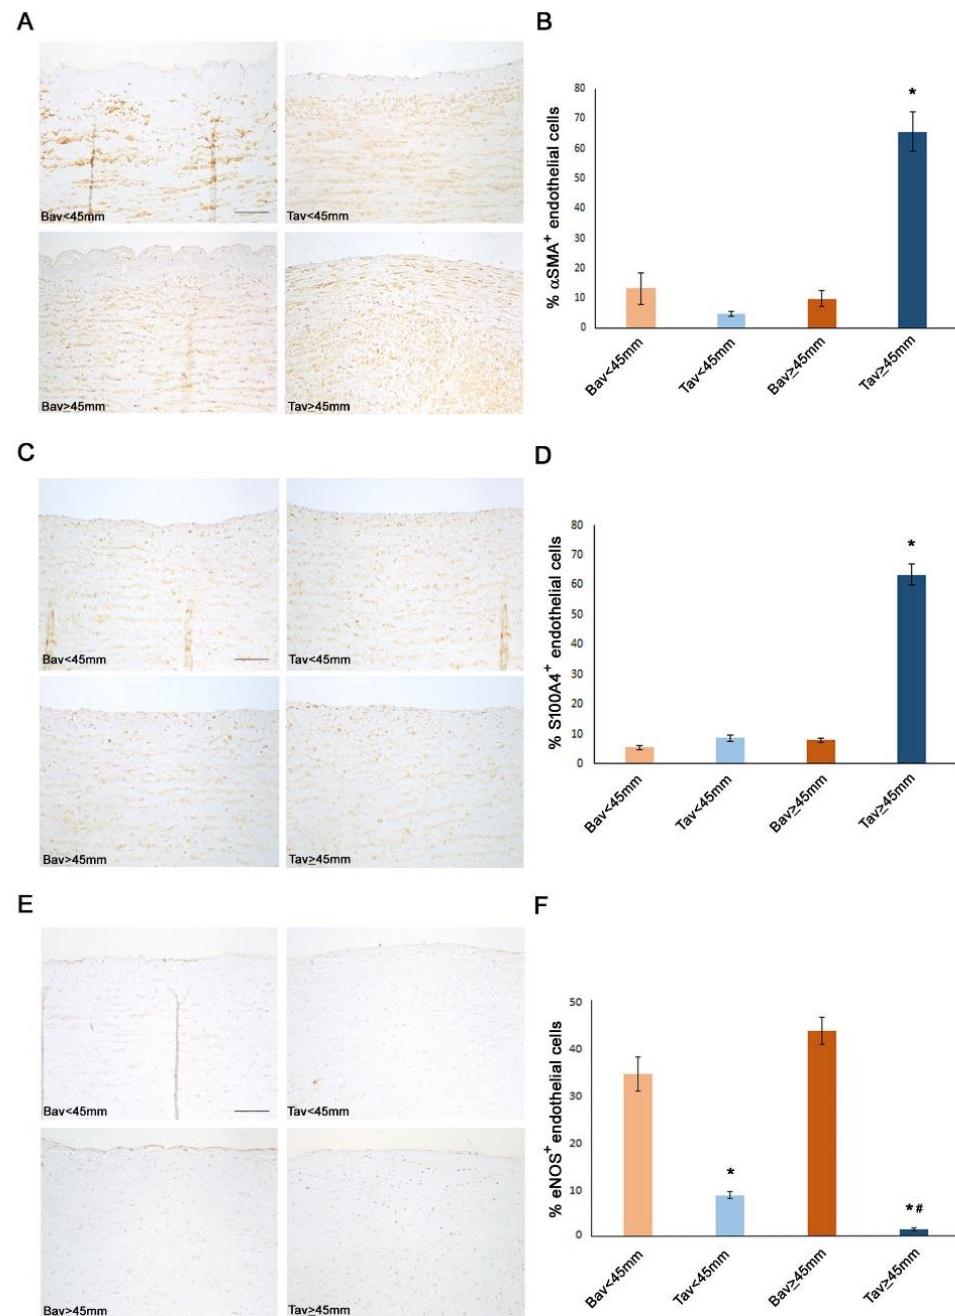 A
Bav<45mm
Tav<45mm
Bav>45mm
Tav≥45mm
B
% αSMA⁺ endothelial cells
80
70
60
50
40
30
20
10
0
*
Bav<45mm
Tav<45mm
Bav≥45mm
Tav≥45mm
C
Bav<45mm
Tav<45mm
Bav>45mm
Tav≥45mm
D
% S100A4⁺ endothelial cells
80
70
60
50
40
30
20
10
0
*
Bav<45mm
Tav<45mm
Bav≥45mm
Tav≥45mm
E
Bav<45mm
Tav<45mm
Bav>45mm
Tav≥45mm
F
% eNOS⁺ endothelial cells
50
40
30
20
10
0
*
*#
Bav<45mm
Tav<45mm
Bav≥45mm
Tav≥45mm